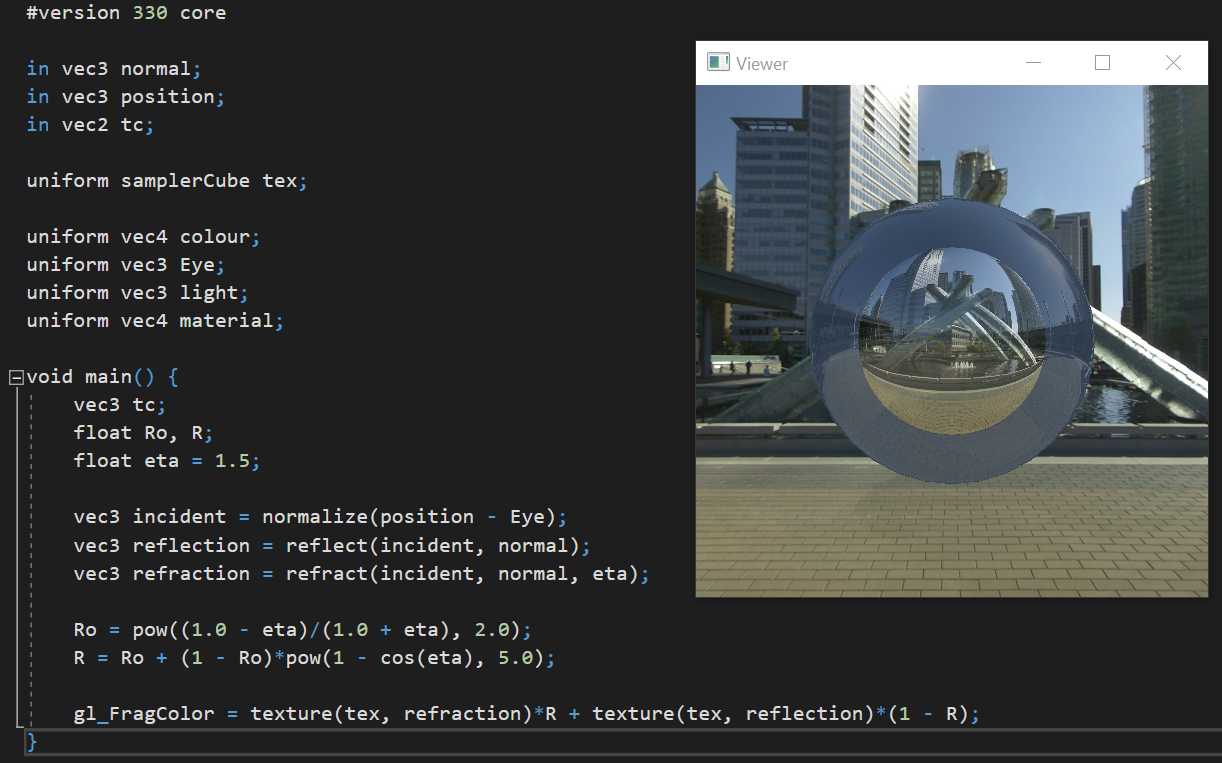 #version 330 core
in vec3 normal;
in vec3 position;
in vec2 tc;
uniform samplerCube tex;
uniform vec4 colour;
uniform vec3 Eye;
uniform vec3 light;
uniform vec4 material;
void main() {
vec3 tc;
float Ro, R;
float eta = 1.5;
vec3 incident = normalize(position - Eye);
vec3 reflection = reflect(incident, normal);
vec3 refraction = refract(incident, normal, eta);
Ro = pow((1.0 - eta)/(1.0 + eta), 2.0);
R = Ro + (1 - Ro)*pow(1 - cos(eta), 5.0);
gl_FragColor = texture(tex, refraction)*R + texture(tex, reflection)*(1 - R);
}
Viewer